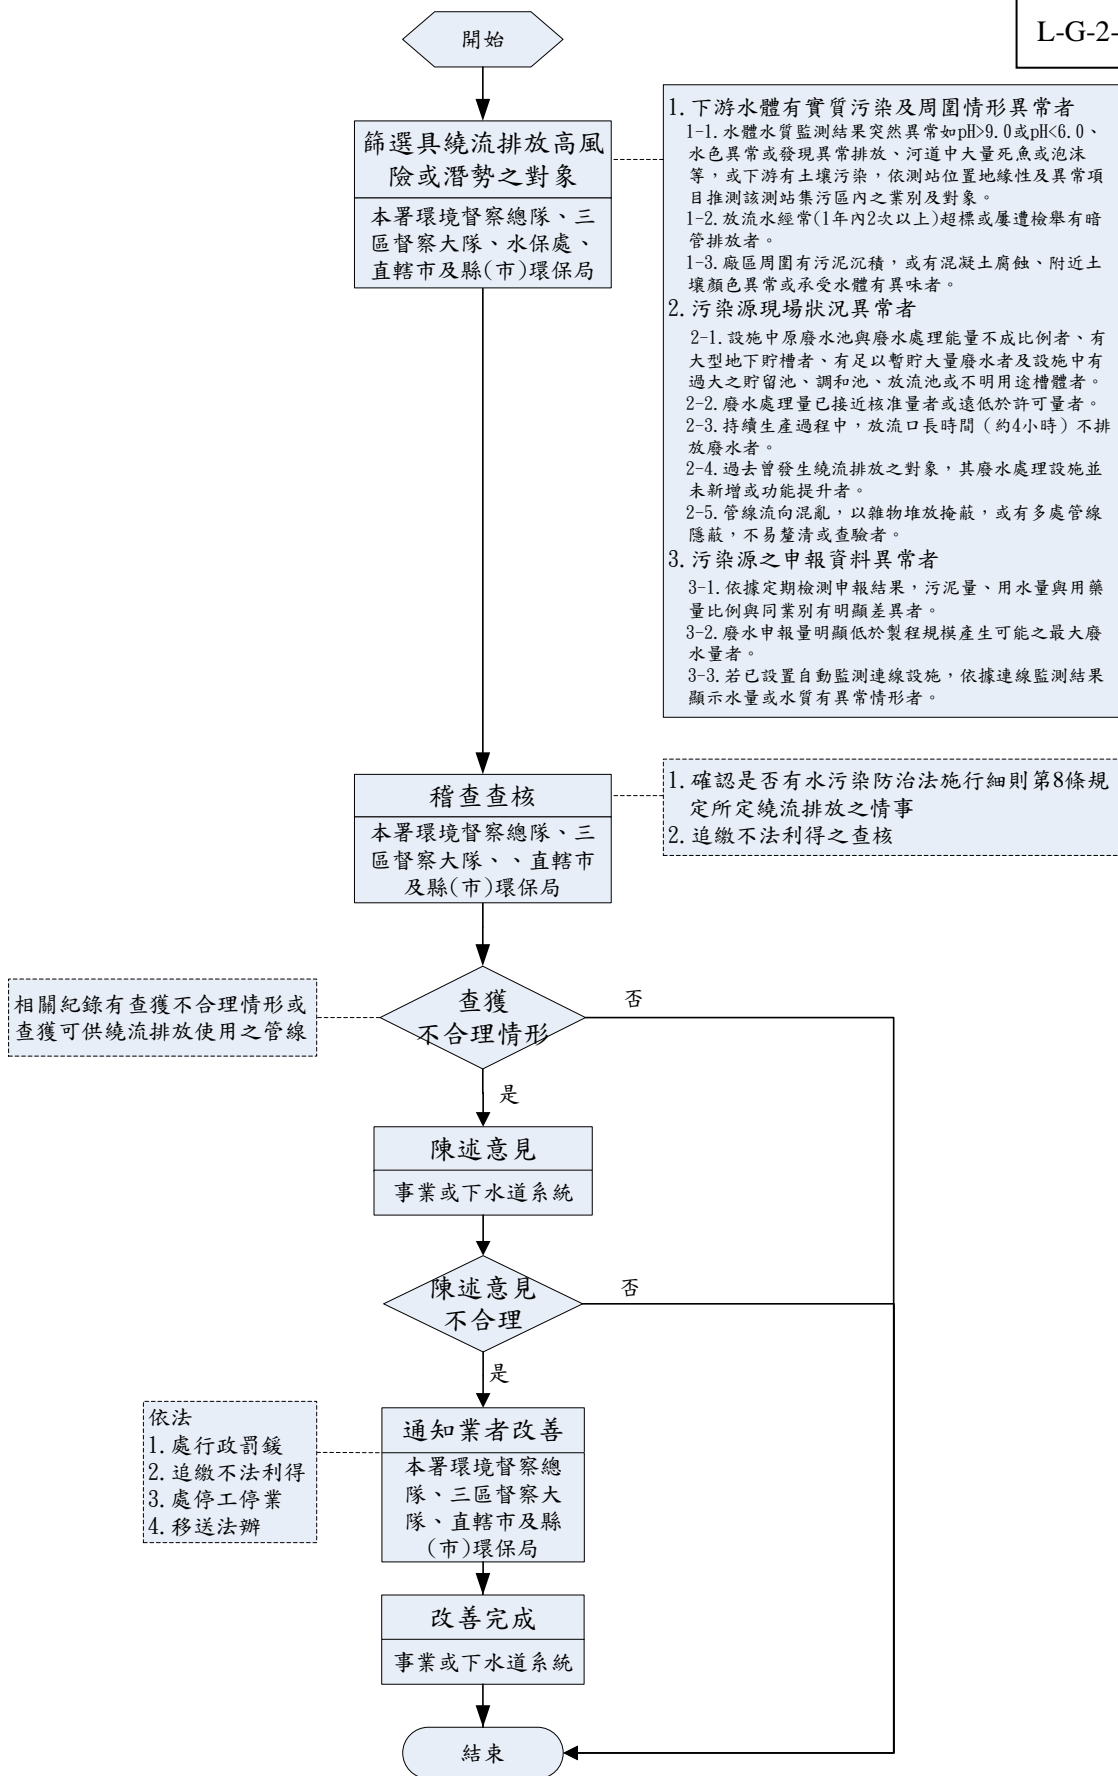 L-G-2-
開始
篩選具繞流排放高風
險或潛勢之對象
本署環境督察總隊、三
區督察大隊、水保處、
直轄市及縣(市)環保局
1.下游水體有實質污染及周圍情形異常者
1-1.水體水質監測結果突然異常如pH>9.0或pH<6.0、
水色異常或發現異常排放、河道中大量死魚或泡沫
等，或下游有土壤污染，依測站位置地緣性及異常項
目推測該測站集污區內之業別及對象。
1-2.放流水經常(1年內2次以上)超標或屢遭檢舉有暗
管排放者。
1-3.廠區周圍有污泥沉積，或有混凝土腐蝕、附近土
壤顏色異常或承受水體有異味者。
2.污染源現場狀況異常者
2-1.設施中原廢水池與廢水處理能量不成比例者、有
大型地下貯槽者、有足以暫貯大量廢水者及設施中有
過大之貯留池、調和池、放流池或不明用途槽體者。
2-2.廢水處理量已接近核准量者或遠低於許可量者。
2-3.持續生產過程中，放流口長時間（約4小時）不排
放廢水者。
2-4.過去曾發生繞流排放之對象，其廢水處理設施並
未新增或功能提升者。
2-5.管線流向混亂，以雜物堆放掩蔽，或有多處管線
隱蔽，不易釐清或查驗者。
3.污染源之申報資料異常者
3-1.依據定期檢測申報結果，污泥量、用水量與用藥
量比例與同業別有明顯差異者。
3-2.廢水申報量明顯低於製程規模產生可能之最大廢
水量者。
3-3.若已設置自動監測連線設施，依據連線監測結果
顯示水量或水質有異常情形者。
稽查查核
本署環境督察總隊、三
區督察大隊、、直轄市
及縣(市)環保局
1.確認是否有水污染防治法施行細則第8條規
定所定繞流排放之情事
2.追繳不法利得之查核
相關紀錄有查獲不合理情形或
查獲可供繞流排放使用之管線
查獲
不合理情形
否
是
陳述意見
事業或下水道系統
陳述意見
不合理
否
是
依法
1.處行政罰鍰
2.追繳不法利得
3.處停工停業
4.移送法辦
通知業者改善
本署環境督察總
隊、三區督察大
隊、直轄市及縣
(市)環保局
改善完成
事業或下水道系統
結束